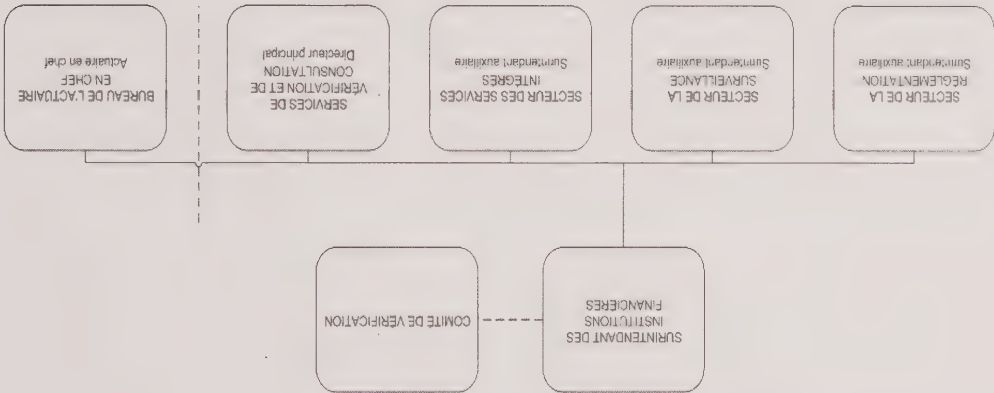 SURINTENDANT DES
INSTITUTIONS
FINANCIÈRES
COMITÉ DE VÉRIFICATION
SECTEUR DE LA
RÉGLEMENTATION
Surintendant auxiliaire
SECTEUR DE LA
SURVEILLANCE
Surintendant auxiliaire
SECTEUR DES SERVICES
INTÉGRÉS
Surintendant auxiliaire
SERVICES DE
VÉRIFICATION ET DE
CONSULTATION
Directeur principal
BUREAU DE L'ACTUAIRE
EN CHEF
Actuaire en chef